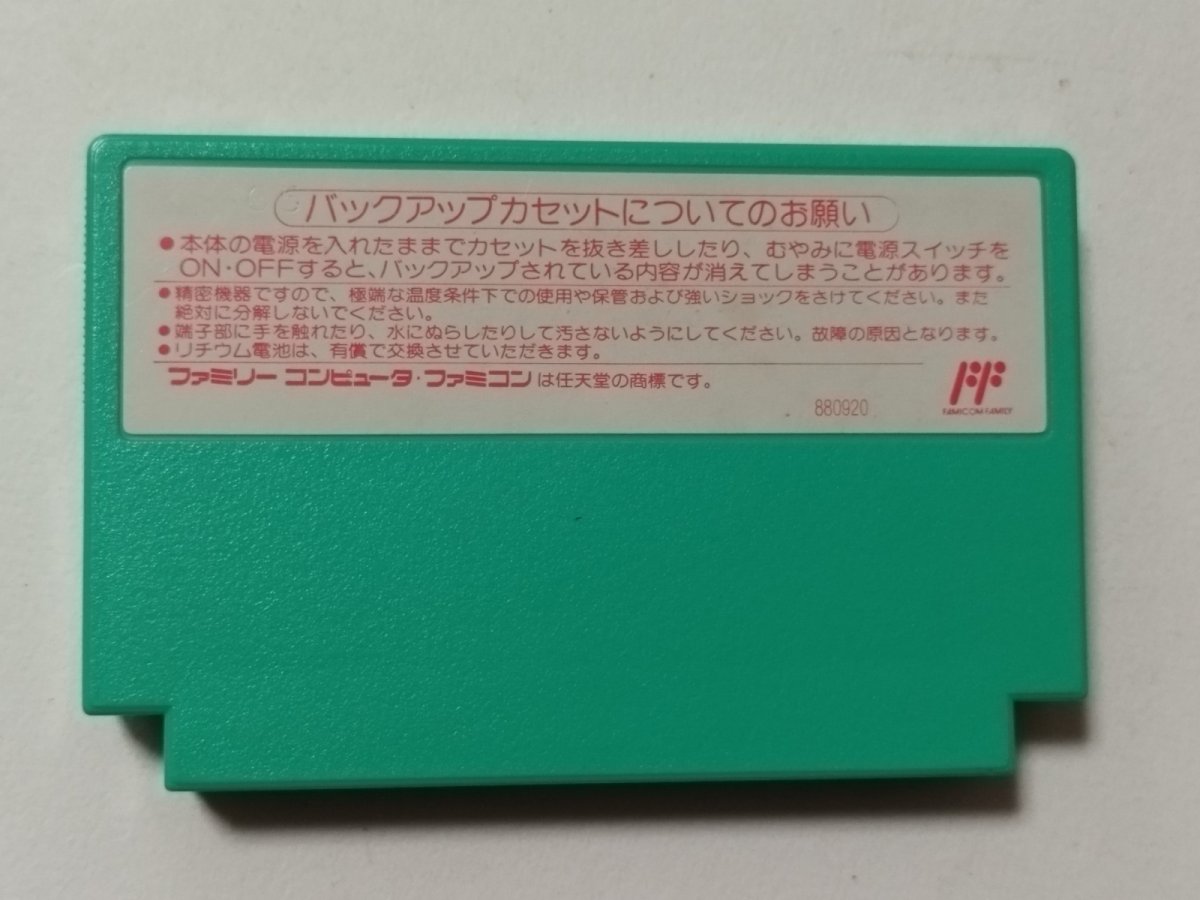 バックアップカセットについてのお願い
●本体の電源を入れたままでカセットを抜き差ししたり、むやみに電源スイッチを
ON・OFFすると、バックアップされている内容が消えてしまうことがあります。
●精密機器ですので、極端な温度条件下での使用や保管および強いショックをさけてください。また
絶対に分解しないでください。
●端子部に手を触れたり、水にぬらしたりして汚さないようにしてください。故障の原因となります。
●リチウム電池は、有償で交換させていただきます。
ファミリー コンピュータ・ファミコン は任天堂の商標です。
880920
FF
FAMICOM FAMILY